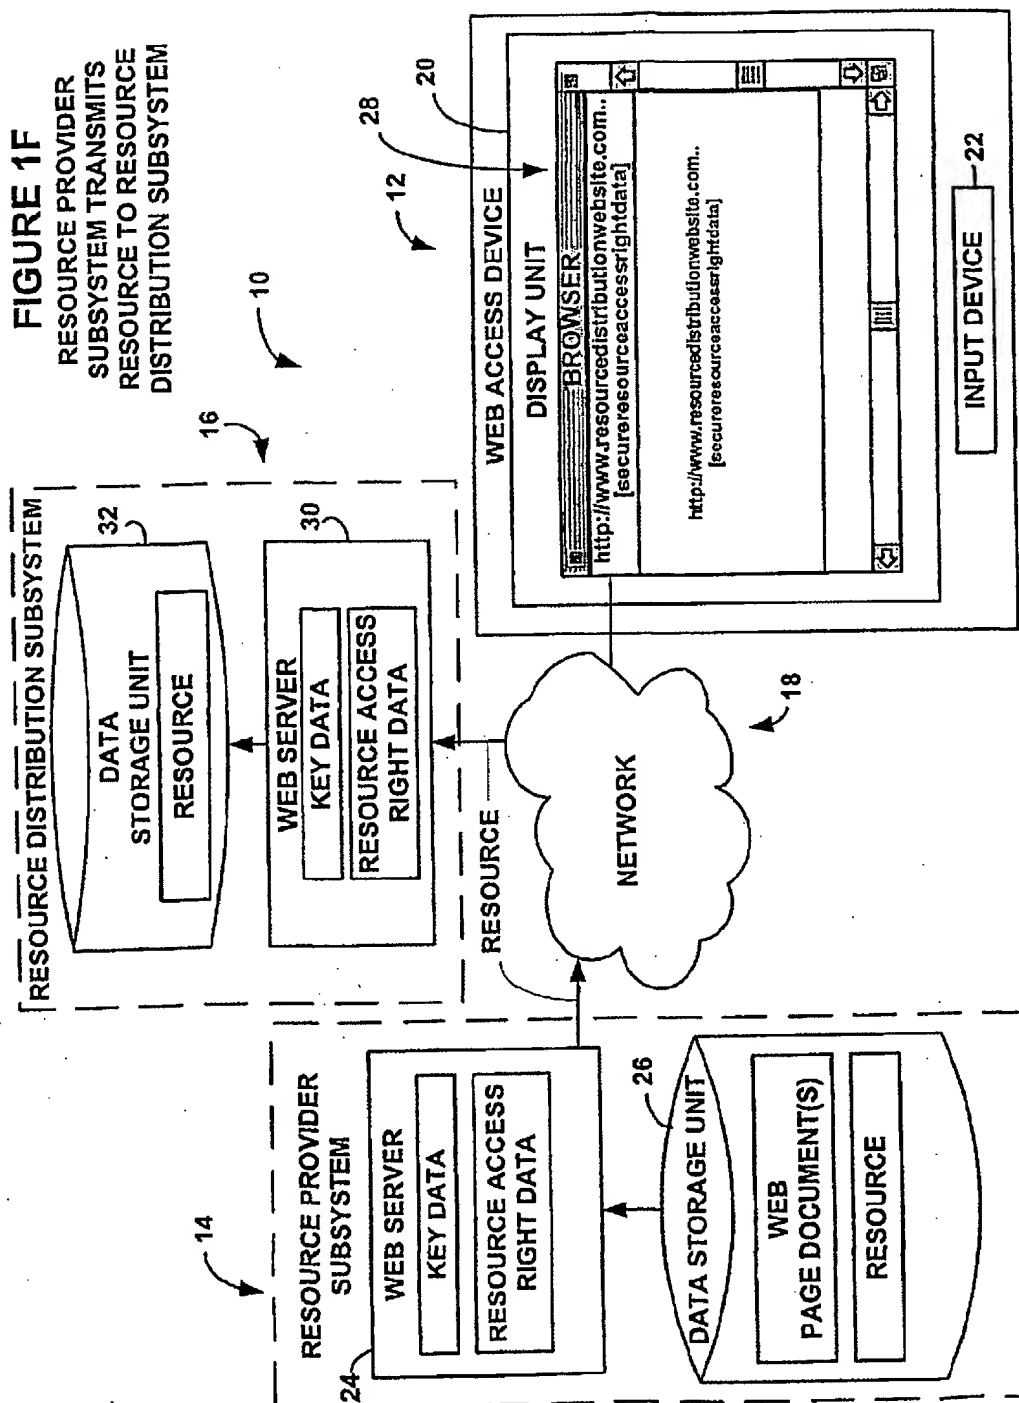 FIGURE 1F
RESOURCE PROVIDER
SUBSYSTEM TRANSMITS
RESOURCE TO RESOURCE
DISTRIBUTION SUBSYSTEM
10
14
RESOURCE PROVIDER
SUBSYSTEM
24
WEB SERVER
KEY DATA
RESOURCE ACCESS
RIGHT DATA
26
DATA STORAGE UNIT
WEB
PAGE DOCUMENT(S)
RESOURCE
RESOURCE
RESOURCE DISTRIBUTION SUBSYSTEM
16
32
DATA
STORAGE UNIT
RESOURCE
30
WEB SERVER
KEY DATA
RESOURCE ACCESS
RIGHT DATA
NETWORK
18
12
WEB ACCESS DEVICE
20
DISPLAY UNIT
28
BROWSER
http://www.resourcedistributionwebsite.com..
[secureresourceaccessrightdata]
http://www.resourcedistributionwebsite.com..
[secureresourceaccessrightdata]
INPUT DEVICE
22